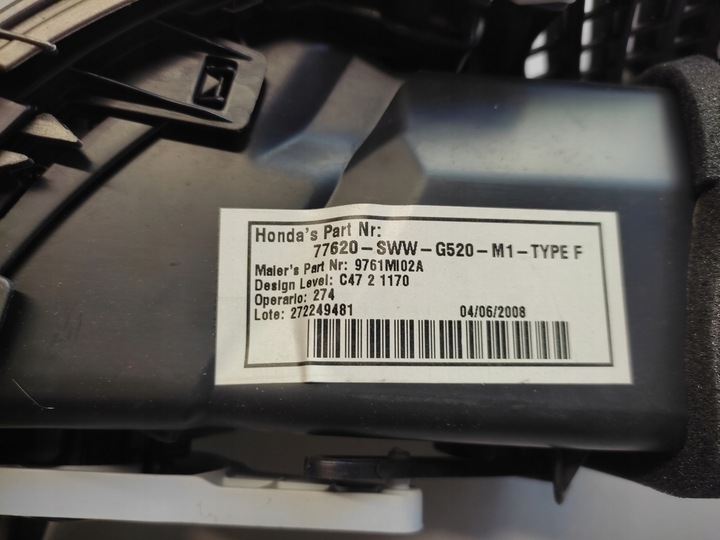 Honda's Part Nr:
77620-SWW-G520-M1-TYPE F
Maier's Part Nr: 9761MI02A
Design Level: C47 2 1170
Operario: 274
Lote: 272249481 04/06/2008